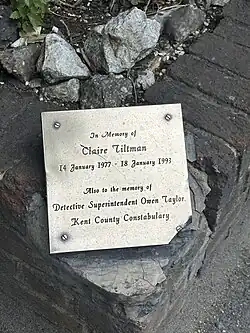 In Memory of
Claire Tiltman
14 January 1977 - 18 January 1993
Also to the memory of
Detective Superintendent Owen Taylor.
Kent County Constabulary